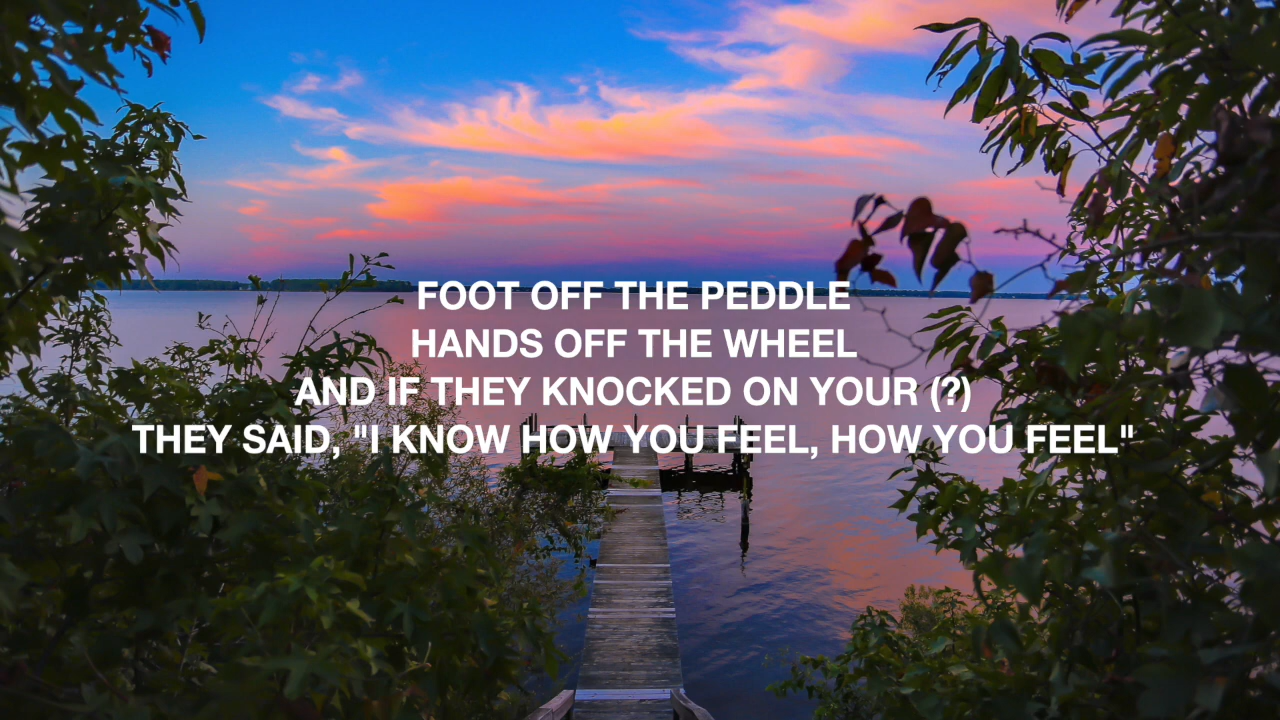 FOOT OFF THE PEDDLE
HANDS OFF THE WHEEL
AND IF THEY KNOCKED ON YOUR (?)
THEY SAID, "I KNOW HOW YOU FEEL, HOW YOU FEEL"